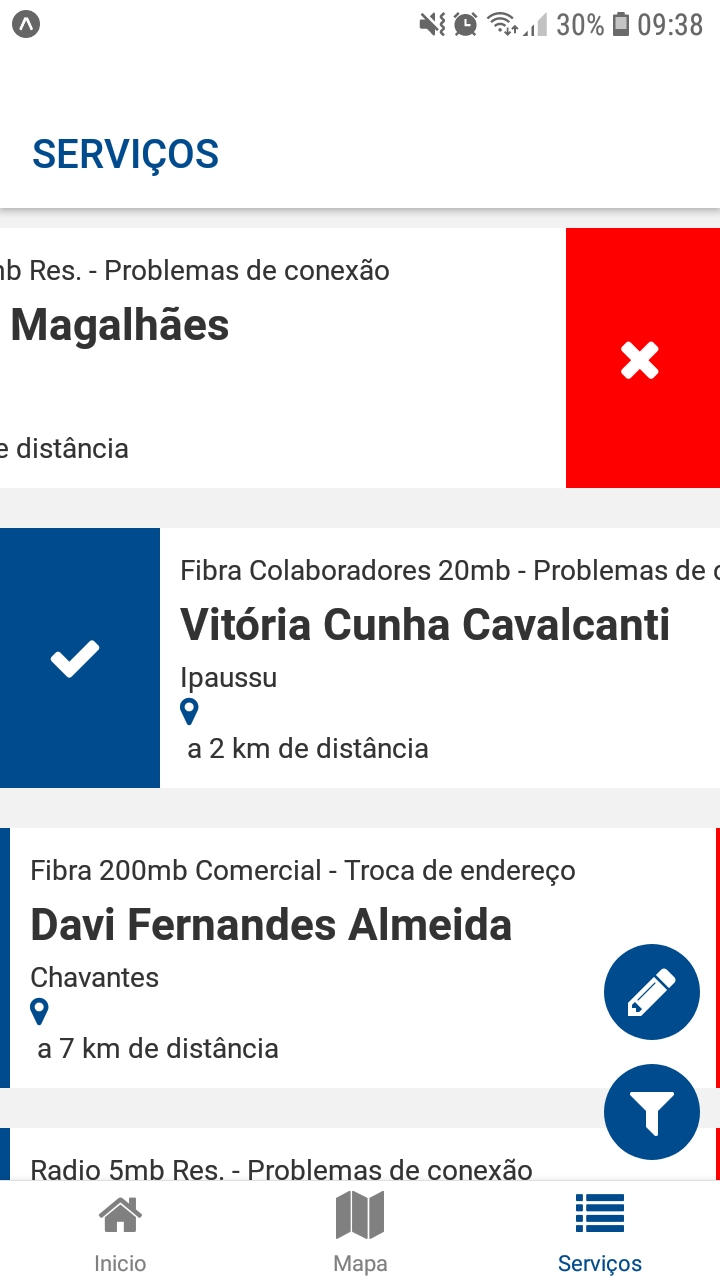 30% 09:38
SERVIÇOS
Res. - Problemas de conexão
Magalhães
de distância
Fibra Colaboradores 20mb - Problemas de
Vitória Cunha Cavalcanti
Ipaussu
a 2 km de distância
Fibra 200mb Comercial - Troca de endereço
Davi Fernandes Almeida
Chavantes
a 7 km de distância
Radio 5mb Res. - Problemas de conexão
Inicio
Mapa
Serviços